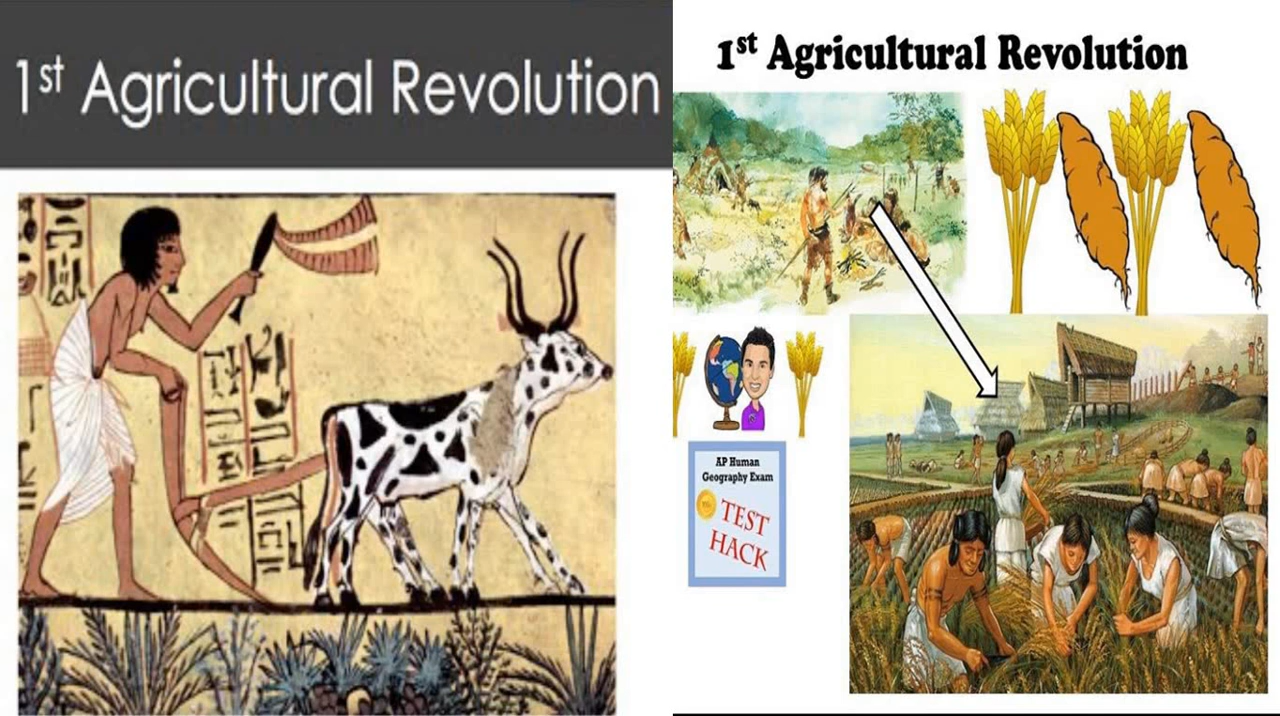 1st Agricultural Revolution
1st Agricultural Revolution
AP Human
Geography Exam
TEST
HACK